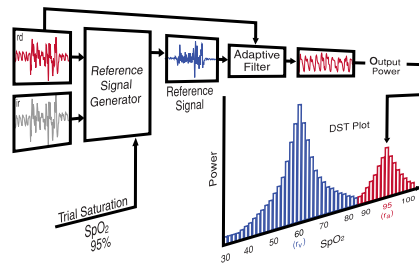 rd
ir
Reference
Signal
Generator
Reference
Signal
Adaptive
Filter
Output
Power
Trial Saturation
SpO2
95%
DST Plot
Power
30 40 50 60 70 80 95 100
(rv) (ra)
SpO2